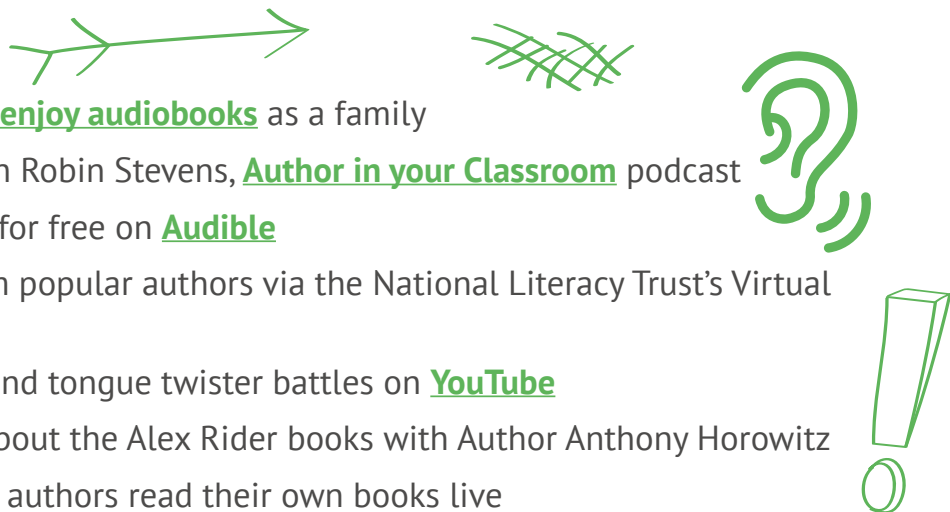 enjoy audiobooks as a family
Robin Stevens, Author in your Classroom podcast
for free on Audible
popular authors via the National Literacy Trust’s Virtual
tongue twister battles on YouTube
the Alex Rider books with Author Anthony Horowitz
authors read their own books live